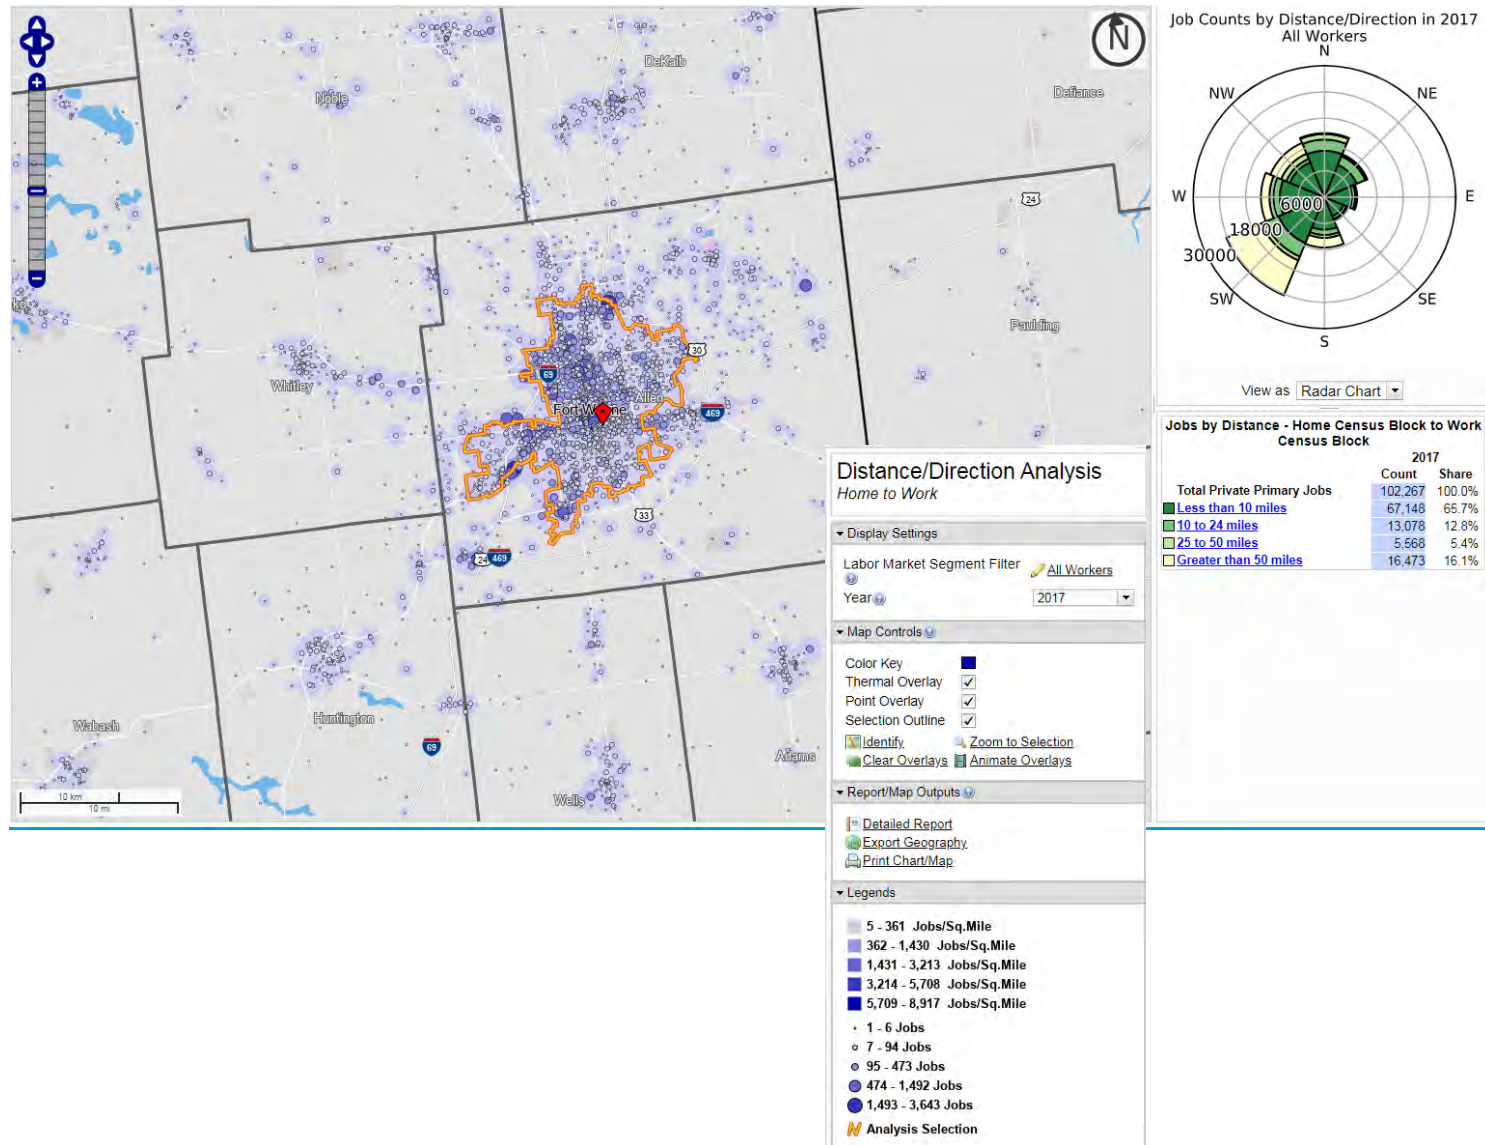 N
DeKalb
Noble
Defiance
24
Paulding
30
69
Whitley
Allen
Fort W ne
469
33
24 469
Huntington
Wabash
69
Adams
Wells
10 km
10 mi
Job Counts by Distance/Direction in 2017
All Workers
N
NW NE
W E
6000
18000
30000
SW SE
S
View as Radar Chart
Jobs by Distance - Home Census Block to Work
Census Block
2017
Count Share
Total Private Primary Jobs 102,267 100.0%
Less than 10 miles 67,148 65.7%
10 to 24 miles 13,078 12.8%
25 to 50 miles 5,568 5.4%
Greater than 50 miles 16,473 16.1%
Distance/Direction Analysis
Home to Work
Display Settings
Labor Market Segment Filter All Workers
Year 2017
Map Controls
Color Key
Thermal Overlay
Point Overlay
Selection Outline
Identify Zoom to Selection
Clear Overlays Animate Overlays
Report/Map Outputs
Detailed Report
Export Geography
Print Chart/Map
Legends
5 - 361 Jobs/Sq.Mile
362 - 1,430 Jobs/Sq.Mile
1,431 - 3,213 Jobs/Sq.Mile
3,214 - 5,708 Jobs/Sq.Mile
5,709 - 8,917 Jobs/Sq.Mile
1 - 6 Jobs
7 - 94 Jobs
95 - 473 Jobs
474 - 1,492 Jobs
1,493 - 3,643 Jobs
Analysis Selection